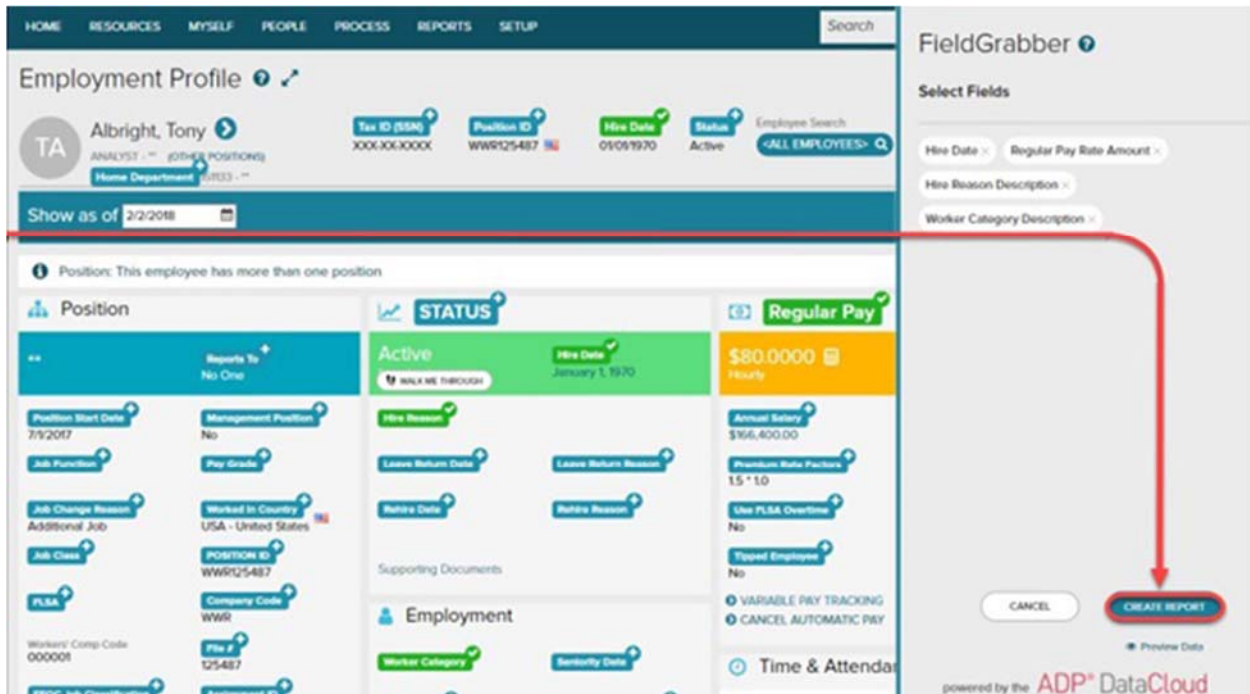 HOME RESOURCES MYSELF PEOPLE PROCESS REPORTS SETUP Search
Employment Profile
TA
Albright, Tony
ANALYST - ** (OTHER POSITIONS)
Home Department
Tax ID (SSN) Position ID Hire Date Status Employee Search
XXX-XX-XXXX WWR125487 01/01/1970 Active <ALL EMPLOYEES>
Show as of 2/2/2018
Position: This employee has more than one position
Position
**
Reports To
No One
Position Start Date Management Position
7/1/2017 No
Job Function Pay Grade
Job Change Reason Worked In Country
Additional Job USA - United States
Job Class POSITION ID
WWR125487
FLSA Company Code
WWR
Workers' Comp Code File #
000001 125487
EEOC Job Classification Assignment ID
STATUS
Active Hire Date
WALK ME THROUGH January 1, 1970
Hire Reason
Leave Return Date Leave Return Reason
Rehire Date Rehire Reason
Supporting Documents
Employment
Worker Category Seniority Date
Regular Pay
$80.0000
Hourly
Annual Salary
$166,400.00
Premium Rate Factors
1.5 * 1.0
Use FLSA Overtime
No
Tipped Employee
No
VARIABLE PAY TRACKING
CANCEL AUTOMATIC PAY
Time & Attendan
FieldGrabber
Select Fields
Hire Date × Regular Pay Rate Amount ×
Hire Reason Description ×
Worker Category Description ×
CANCEL CREATE REPORT
Preview Data
powered by the ADP® DataCloud